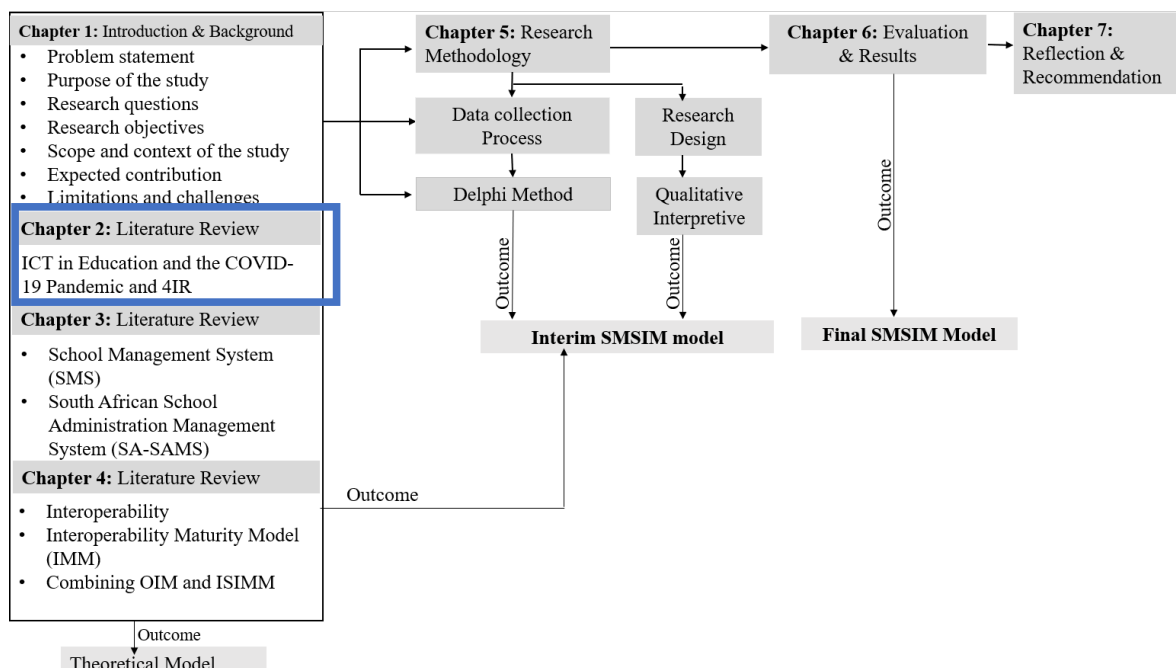 Chapter 1: Introduction & Background
• Problem statement
• Purpose of the study
• Research questions
• Research objectives
• Scope and context of the study
• Expected contribution
• Limitations and challenges
Chapter 2: Literature Review
ICT in Education and the COVID-
19 Pandemic and 4IR
Chapter 3: Literature Review
• School Management System
(SMS)
• South African School
Administration Management
System (SA-SAMS)
Chapter 4: Literature Review
• Interoperability
• Interoperability Maturity Model
(IMM)
• Combining OIM and ISIMM
Outcome
Theoretical Model
Outcome
Chapter 5: Research
Methodology
Data collection
Process
Delphi Method
Outcome
Research
Design
Qualitative
Interpretive
Outcome
Interim SMSIM model
Chapter 6: Evaluation
& Results
Outcome
Final SMSIM Model
Chapter 7:
Reflection &
Recommendation